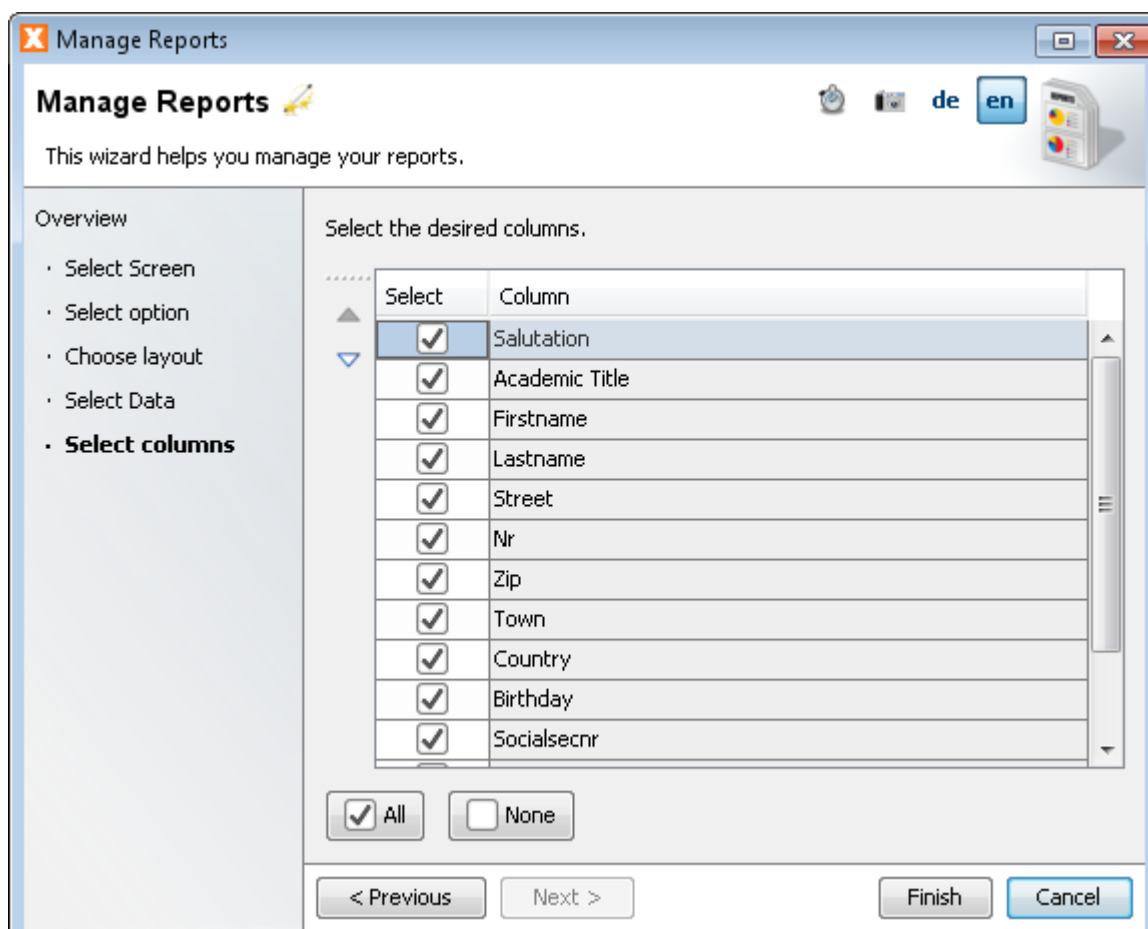 Manage Reports
Manage Reports
de en
This wizard helps you manage your reports.
Overview
· Select Screen
· Select option
· Choose layout
· Select Data
· Select columns
Select the desired columns.
Select Column
Salutation
Academic Title
Firstname
Lastname
Street
Nr
Zip
Town
Country
Birthday
Socialsecnr
All None
< Previous Next > Finish Cancel